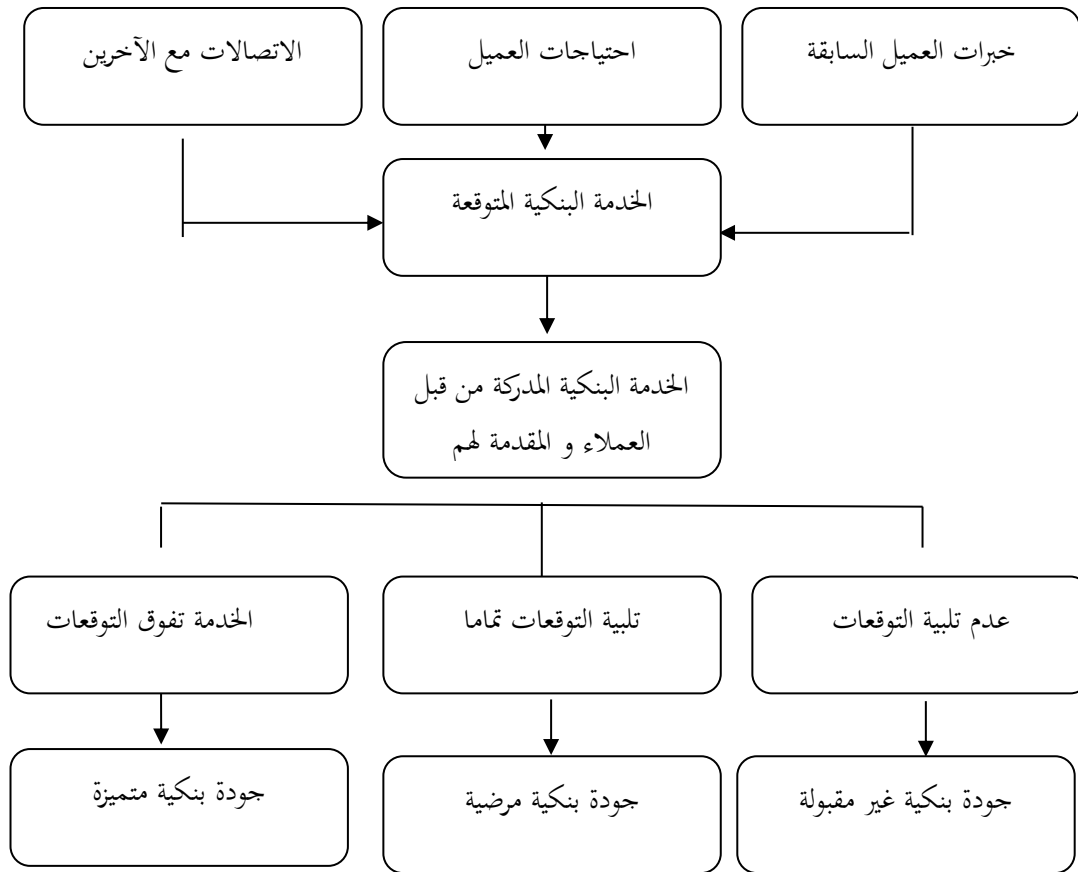 خبرات العميل السابقة
احتياجات العميل
الاتصالات مع الآخرين
الخدمة البنكية المتوقعة
الخدمة البنكية المدركة من قبل
العملاء و المقدمة لهم
عدم تلبية التوقعات
تلبية التوقعات تماما
الخدمة تفوق التوقعات
جودة بنكية غير مقبولة
جودة بنكية مرضية
جودة بنكية متميزة